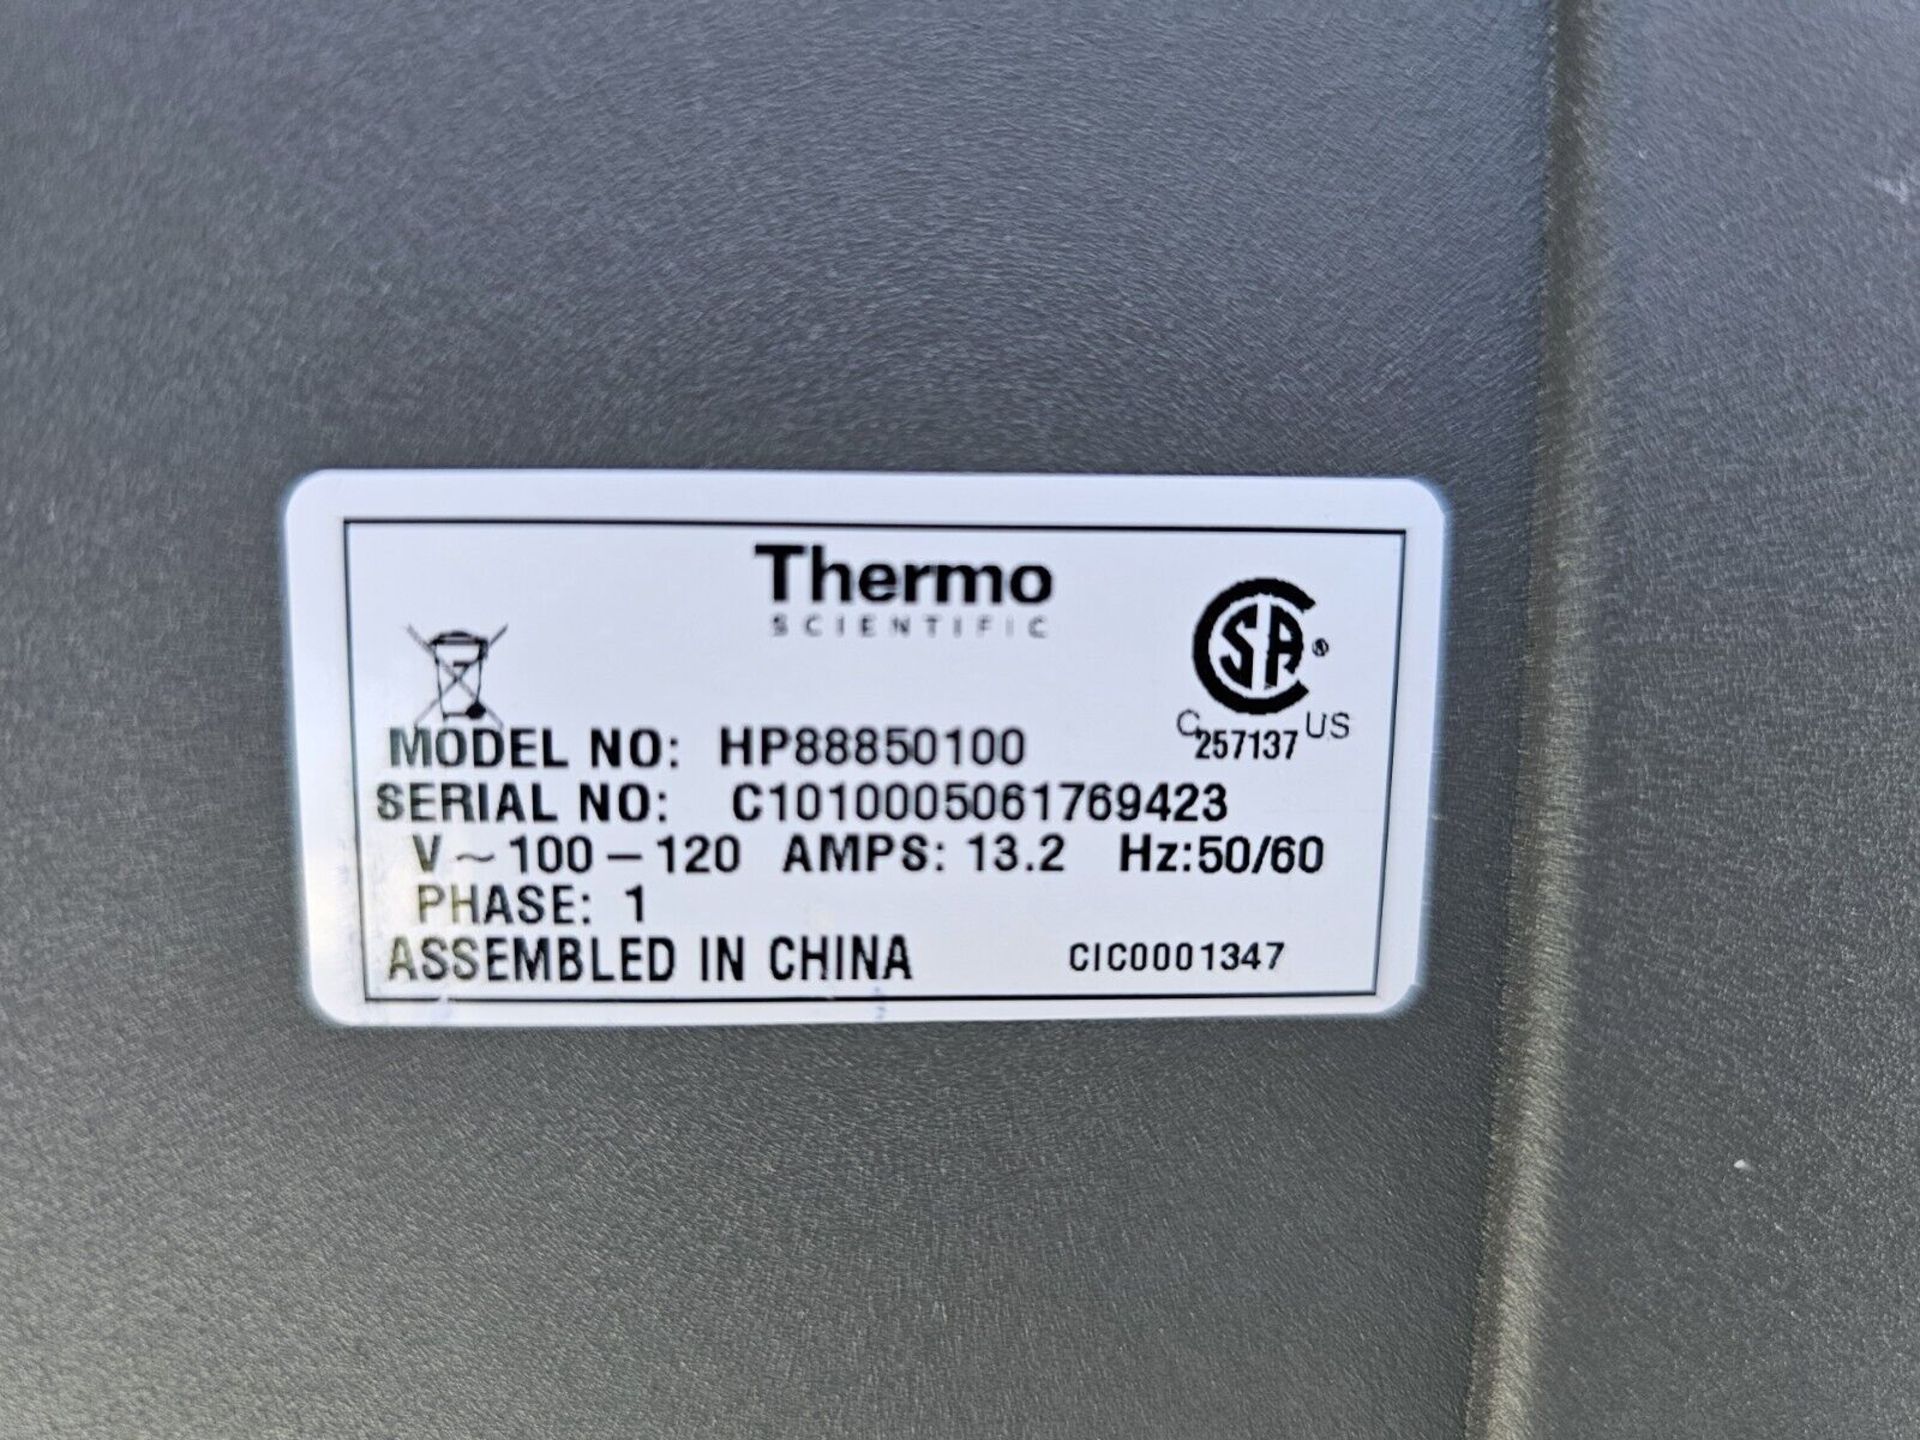 Thermo
SCIENTIFIC
CSA®
C US
257137
MODEL NO: HP88850100
SERIAL NO: C1010005061769423
V~100-120 AMPS: 13.2 Hz:50/60
PHASE: 1
ASSEMBLED IN CHINA CIC0001347